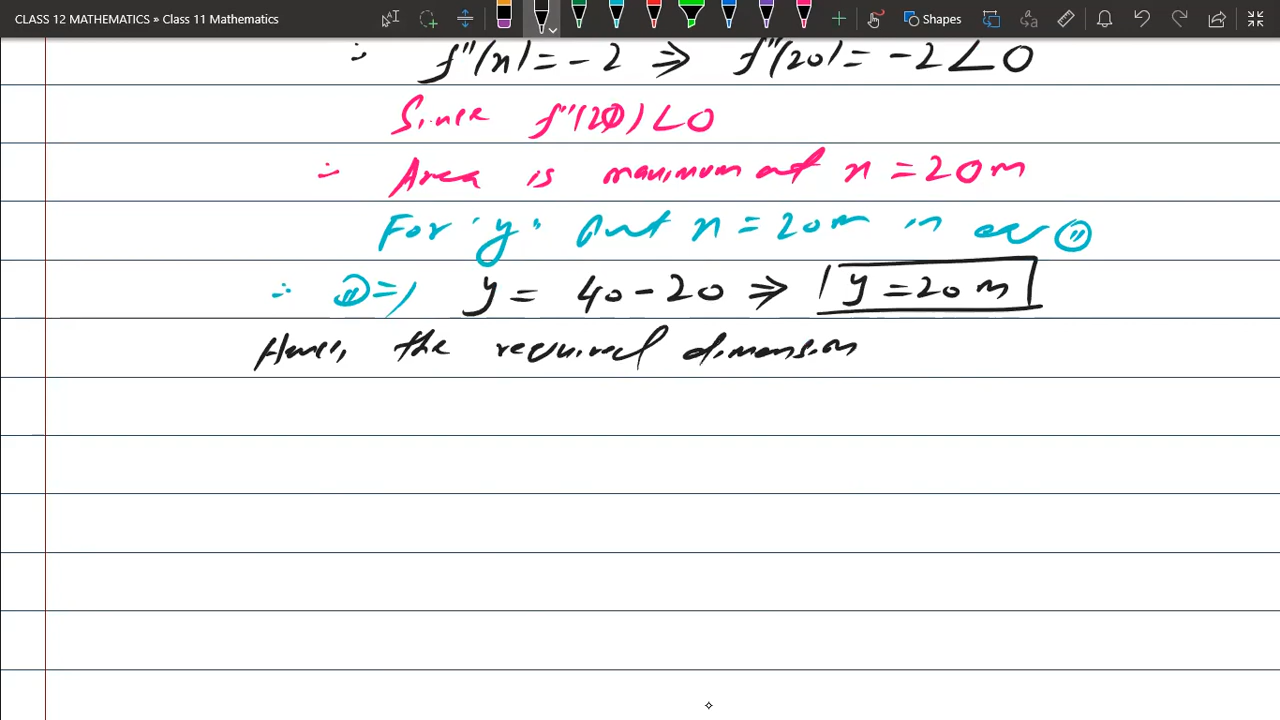 CLASS 12 MATHEMATICS » Class 11 Mathematics Shapes
∴ f''(x) = -2 ⇒ f''(20) = -2 < 0
Since f''(20) < 0
∴ Area is maximum at x = 20m
For 'y' put x = 20m in eq (ii)
∴ (ii) ⇒ y = 40 - 20 ⇒ y = 20 m
Hence, the required dimension